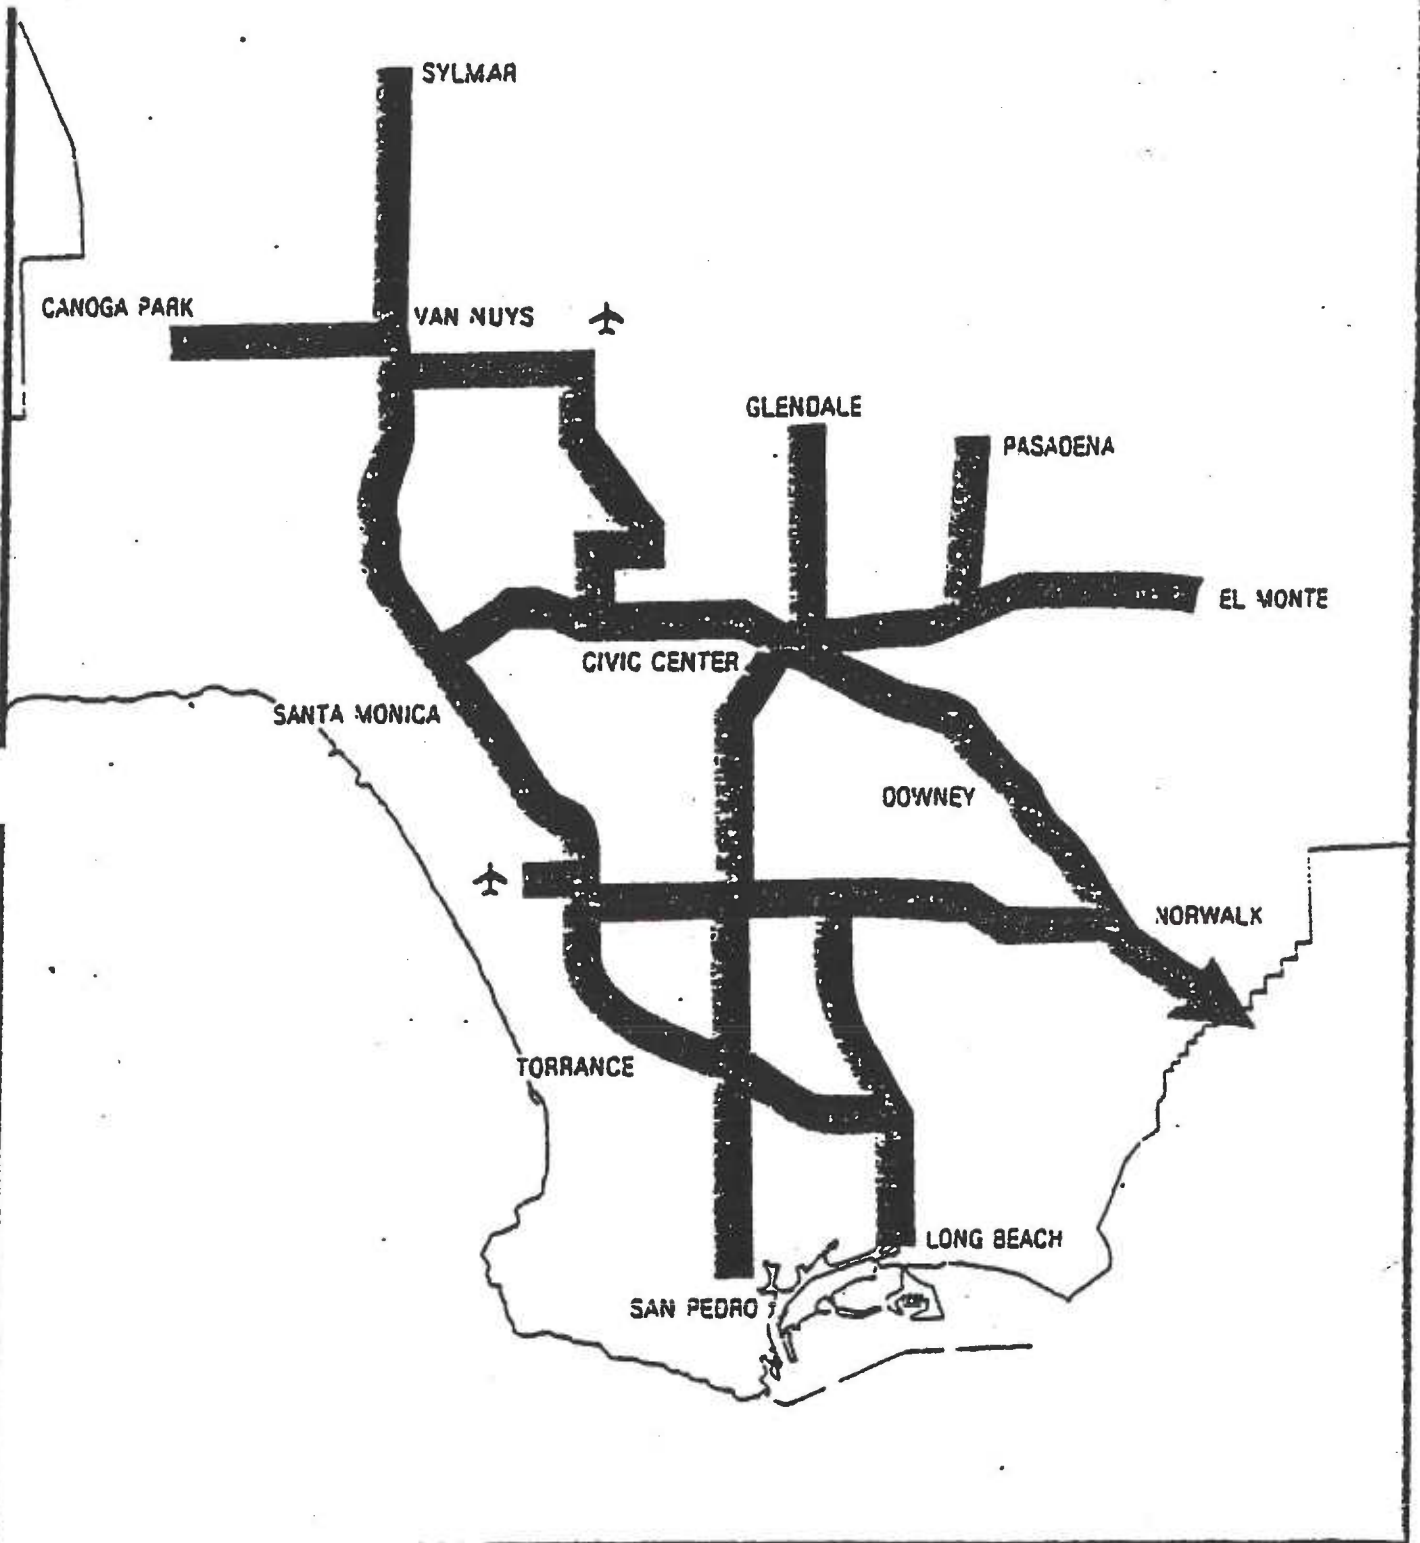 SYLMAR
CANOGA PARK
VAN NUYS
GLENDALE
PASADENA
EL MONTE
CIVIC CENTER
SANTA MONICA
DOWNEY
NORWALK
TORRANCE
LONG BEACH
SAN PEDRO